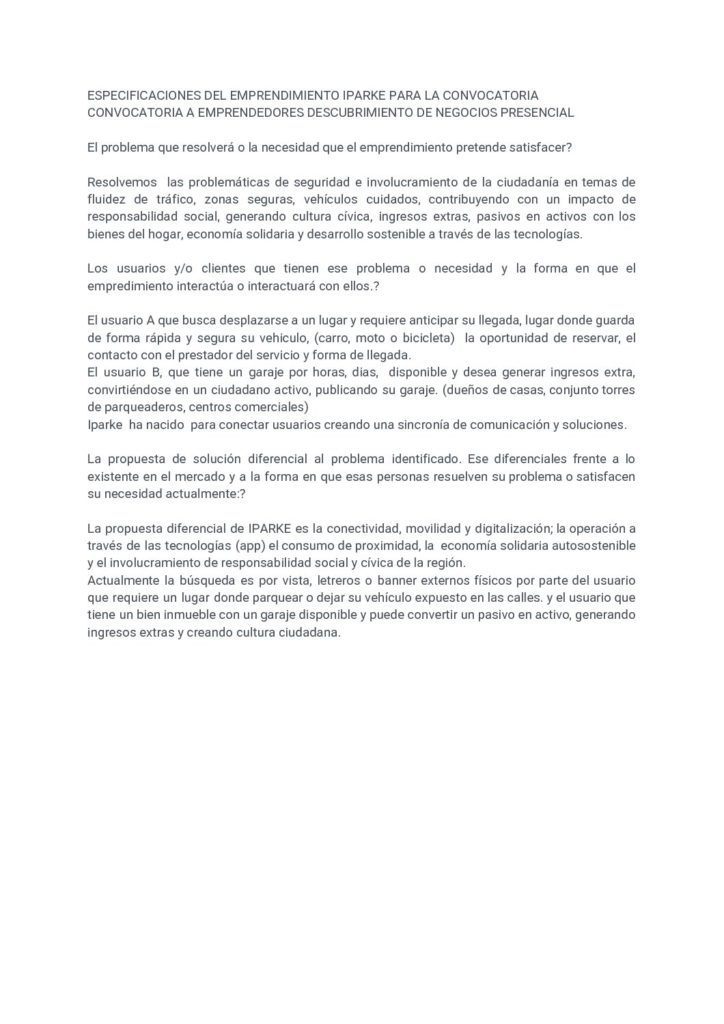 ESPECIFICACIONES DEL EMPRENDIMIENTO IPARKE PARA LA CONVOCATORIA
CONVOCATORIA A EMPRENDEDORES DESCUBRIMIENTO DE NEGOCIOS PRESENCIAL
El problema que resolverá o la necesidad que el emprendimiento pretende satisfacer?
Resolvemos las problemáticas de seguridad e involucramiento de la ciudadanía en temas de
fluidez de tráfico, zonas seguras, vehículos cuidados, contribuyendo con un impacto de
responsabilidad social, generando cultura cívica, ingresos extras, pasivos en activos con los
bienes del hogar, economía solidaria y desarrollo sostenible a través de las tecnologías.
Los usuarios y/o clientes que tienen ese problema o necesidad y la forma en que el
empredimiento interactúa o interactuará con ellos.?
El usuario A que busca desplazarse a un lugar y requiere anticipar su llegada, lugar donde guarda
de forma rápida y segura su vehiculo, (carro, moto o bicicleta) la oportunidad de reservar, el
contacto con el prestador del servicio y forma de llegada.
El usuario B, que tiene un garaje por horas, dias, disponible y desea generar ingresos extra,
convirtiéndose en un ciudadano activo, publicando su garaje. (dueños de casas, conjunto torres
de parqueaderos, centros comerciales)
Iparke ha nacido para conectar usuarios creando una sincronía de comunicación y soluciones.
La propuesta de solución diferencial al problema identificado. Ese diferenciales frente a lo
existente en el mercado y a la forma en que esas personas resuelven su problema o satisfacen
su necesidad actualmente:?
La propuesta diferencial de IPARKE es la conectividad, movilidad y digitalización; la operación a
través de las tecnologías (app) el consumo de proximidad, la economía solidaria autosostenible
y el involucramiento de responsabilidad social y cívica de la región.
Actualmente la búsqueda es por vista, letreros o banner externos físicos por parte del usuario
que requiere un lugar donde parquear o dejar su vehículo expuesto en las calles. y el usuario que
tiene un bien inmueble con un garaje disponible y puede convertir un pasivo en activo, generando
ingresos extras y creando cultura ciudadana.